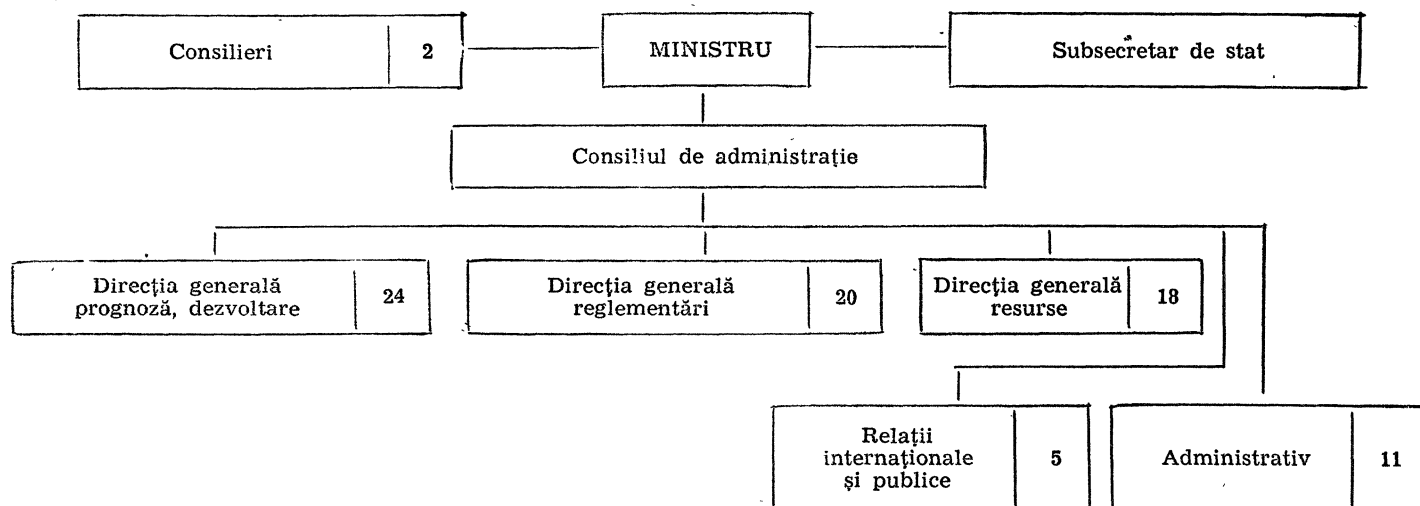 Consilieri 2 MINISTRU Subsecretar de stat
Consiliul de administrație
Direcția generală
prognoză, dezvoltare 24
Direcția generală
reglementări 20
Direcția generală
resurse 18
Relații
internaționale
și publice 5
Administrativ 11